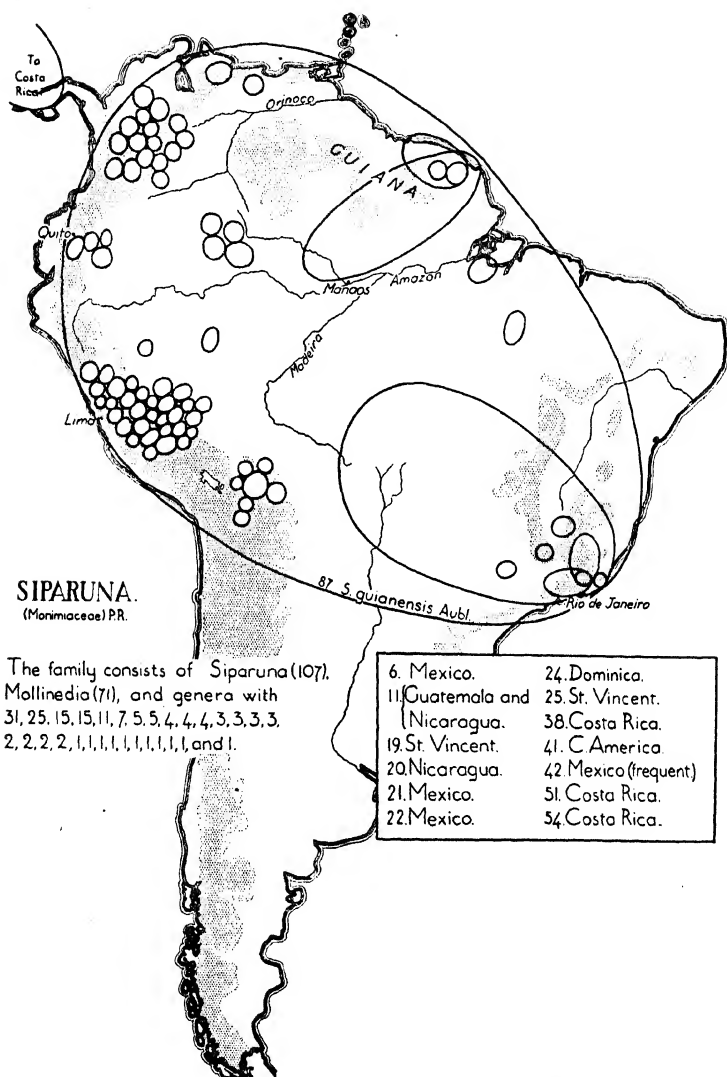 To
Costa
Rica
Orinoco
GUIANA
Quito
Manaos
Amazon
Madeira
Lima
87. S. guianensis Aubl.
Rio de Janeiro
SIPARUNA.
(Monimiaceae) P.R.
The family consists of Siparuna (107),
Mollinedia (71), and genera with
31, 25, 15, 15, 11, 7, 5, 5, 4, 4, 4, 3, 3, 3, 3,
2, 2, 2, 2, 1, 1, 1, 1, 1, 1, 1, 1, 1, 1, and 1.
6. Mexico.
11. Guatemala and
Nicaragua.
19. St. Vincent.
20. Nicaragua.
21. Mexico.
22. Mexico.
24. Dominica.
25. St. Vincent.
38. Costa Rica.
41. C. America.
42. Mexico (frequent)
51. Costa Rica.
54. Costa Rica.